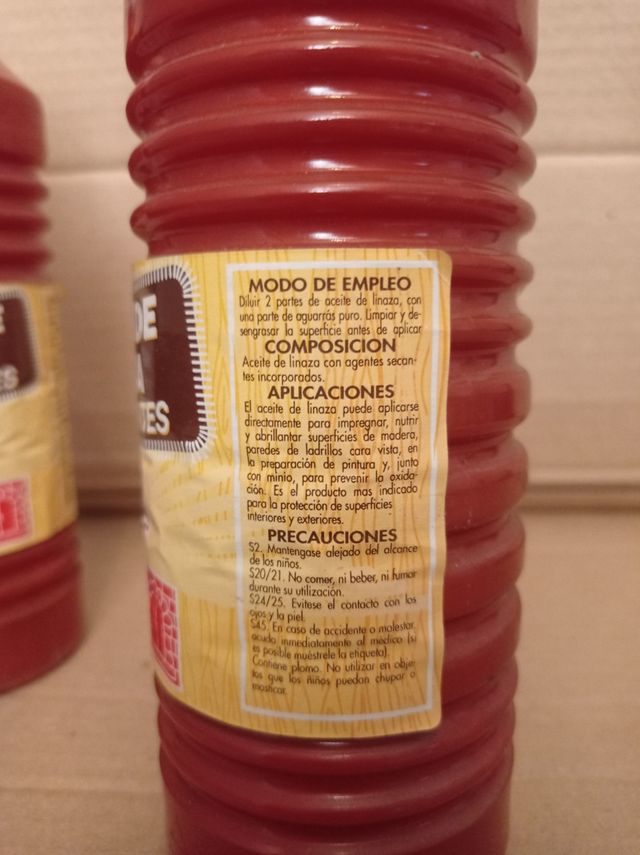 DE
A
TES
E
S
MODO DE EMPLEO
Diluir 2 partes de aceite de linaza, con
una parte de aguarrás puro. Limpiar y de-
sengrasar la superficie antes de aplicar
COMPOSICION
Aceite de linaza con agentes secan-
tes incorporados.
APLICACIONES
El aceite de linaza puede aplicarse
directamente para impregnar, nutrir
y abrillantar superficies de madera,
paredes de ladrillos cara vista, en
la preparación de pintura y, junto
con minio, para prevenir la oxida-
ción. Es el producto mas indicado
para la protección de superficies
interiores y exteriores.
PRECAUCIONES
S2. Mantengase alejado del alcance
de los niños.
S20/21. No comer, ni beber, ni fumar
durante su utilización.
S24/25. Evitese el contacto con los
ojos y la piel.
S45. En caso de accidente o malestar,
acuda inmediatamente al medico (si
es posible muéstrele la etiqueta).
Contiene plomo. No utilizar en obje-
tos que los niños puedan chupar o
masticar.